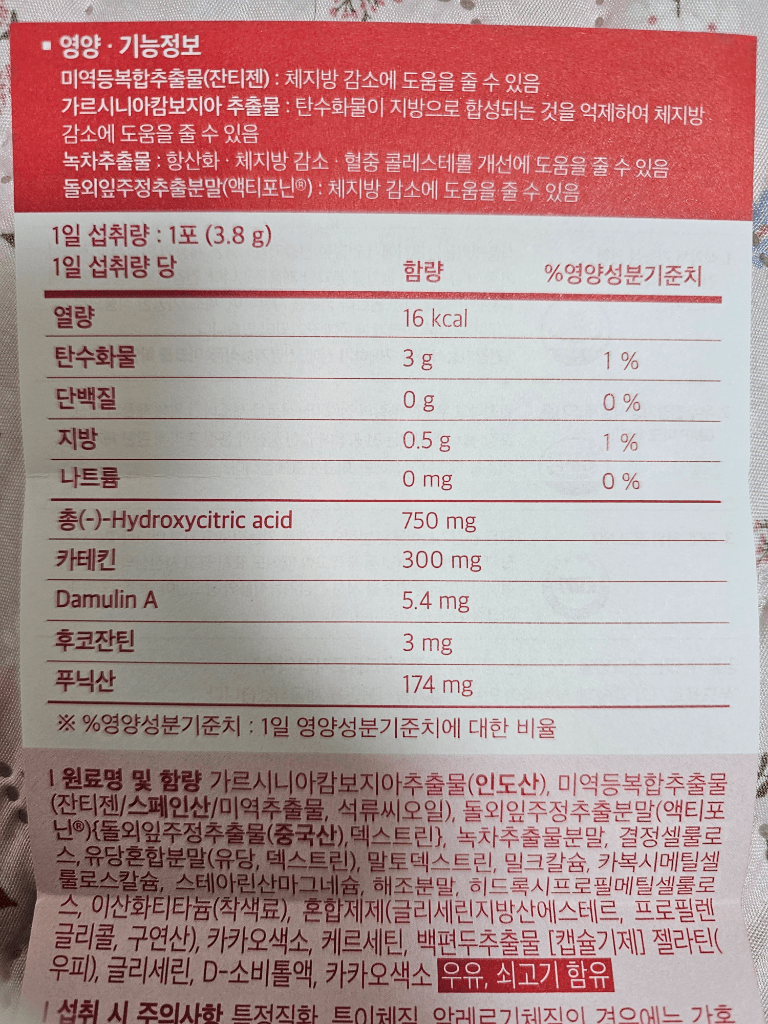 ▪ 영양 · 기능정보
미역등복합추출물(잔티젠) : 체지방 감소에 도움을 줄 수 있음
가르시니아캄보지아 추출물 : 탄수화물이 지방으로 합성되는 것을 억제하여 체지방
감소에 도움을 줄 수 있음
녹차추출물 : 항산화 · 체지방 감소 · 혈중 콜레스테롤 개선에 도움을 줄 수 있음
돌외잎주정추출분말(액티포닌®) : 체지방 감소에 도움을 줄 수 있음
1일 섭취량 : 1포 (3.8 g)
1일 섭취량 당 함량 %영양성분기준치
열량 16 kcal
탄수화물 3 g 1 %
단백질 0 g 0 %
지방 0.5 g 1 %
나트륨 0 mg 0 %
총(-)-Hydroxycitric acid 750 mg
카테킨 300 mg
Damulin A 5.4 mg
후코잔틴 3 mg
푸닉산 174 mg
※ %영양성분기준치 : 1일 영양성분기준치에 대한 비율
I 원료명 및 함량 가르시니아캄보지아추출물(인도산), 미역등복합추출물
(잔티젠/스페인산/미역추출물, 석류씨오일), 돌외잎주정추출분말(액티포
닌®){돌외잎주정추출물(중국산),덱스트린}, 녹차추출물분말, 결정셀룰로
스, 유당혼합분말(유당, 덱스트린), 말토덱스트린, 밀크칼슘, 카복시메틸셀
룰로스칼슘, 스테아린산마그네슘, 해조분말, 히드록시프로필메틸셀룰로
스, 이산화티타늄(착색료), 혼합제제(글리세린지방산에스테르, 프로필렌
글리콜, 구연산), 카카오색소, 케르세틴, 백편두추출물 [캡슐기제] 젤라틴(
우피), 글리세린, D-소비톨액, 카카오색소 우유, 쇠고기 함유
I 섭취 시 주의사항 특정질환, 특이체질, 알레르기체질의 경우에는 간혹